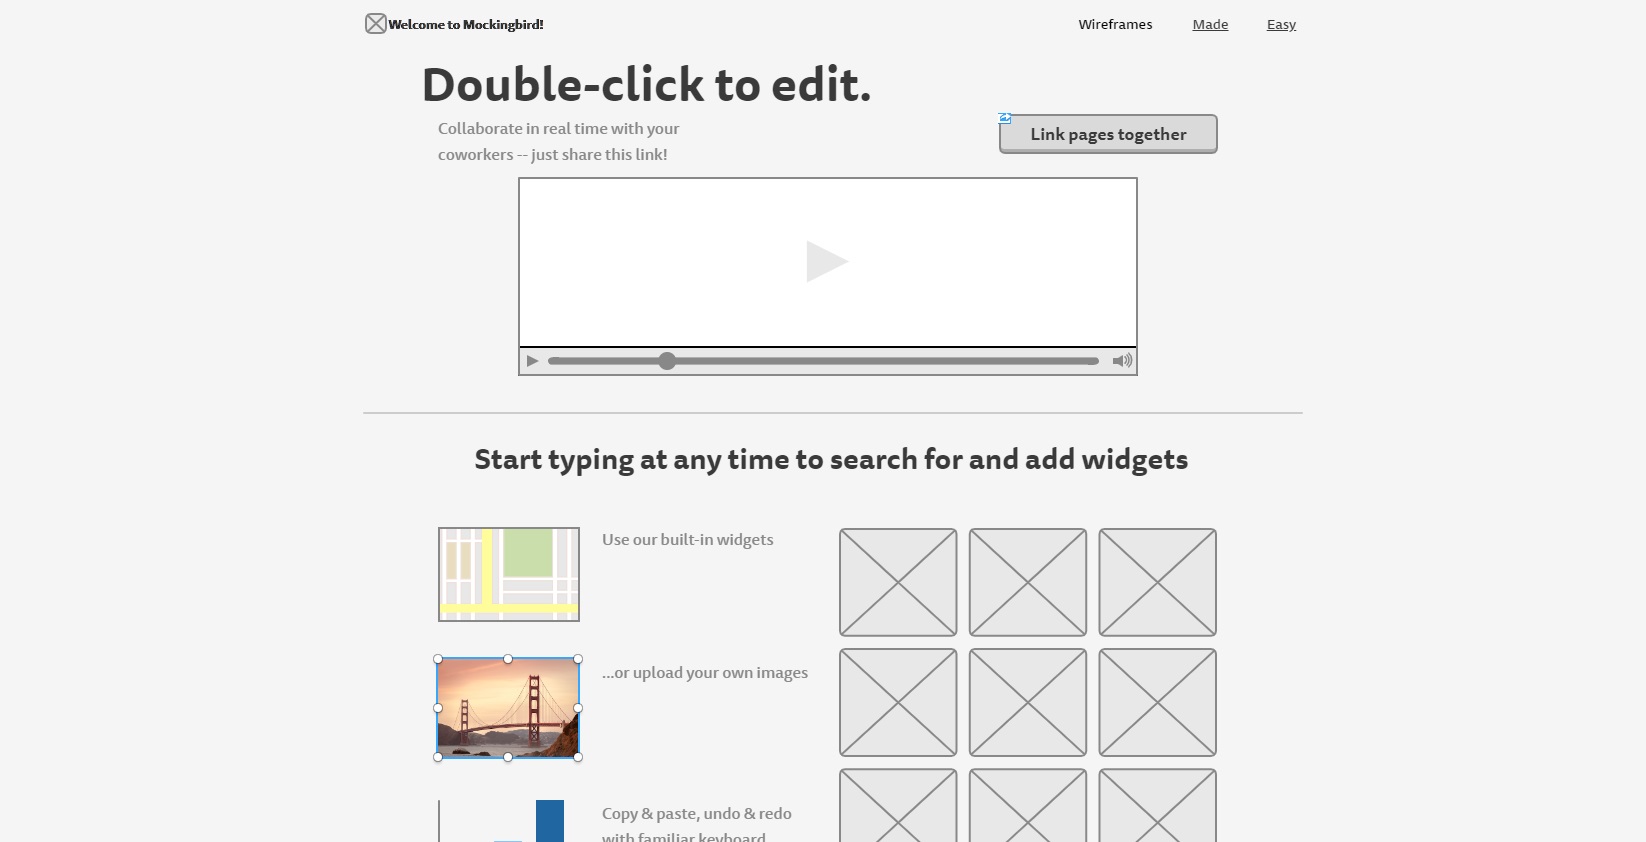 Welcome to Mockingbird!
Wireframes Made Easy
Double-click to edit.
Collaborate in real time with your
coworkers -- just share this link!
Link pages together
Start typing at any time to search for and add widgets
Use our built-in widgets
...or upload your own images
Copy & paste, undo & redo
with familiar keyboard